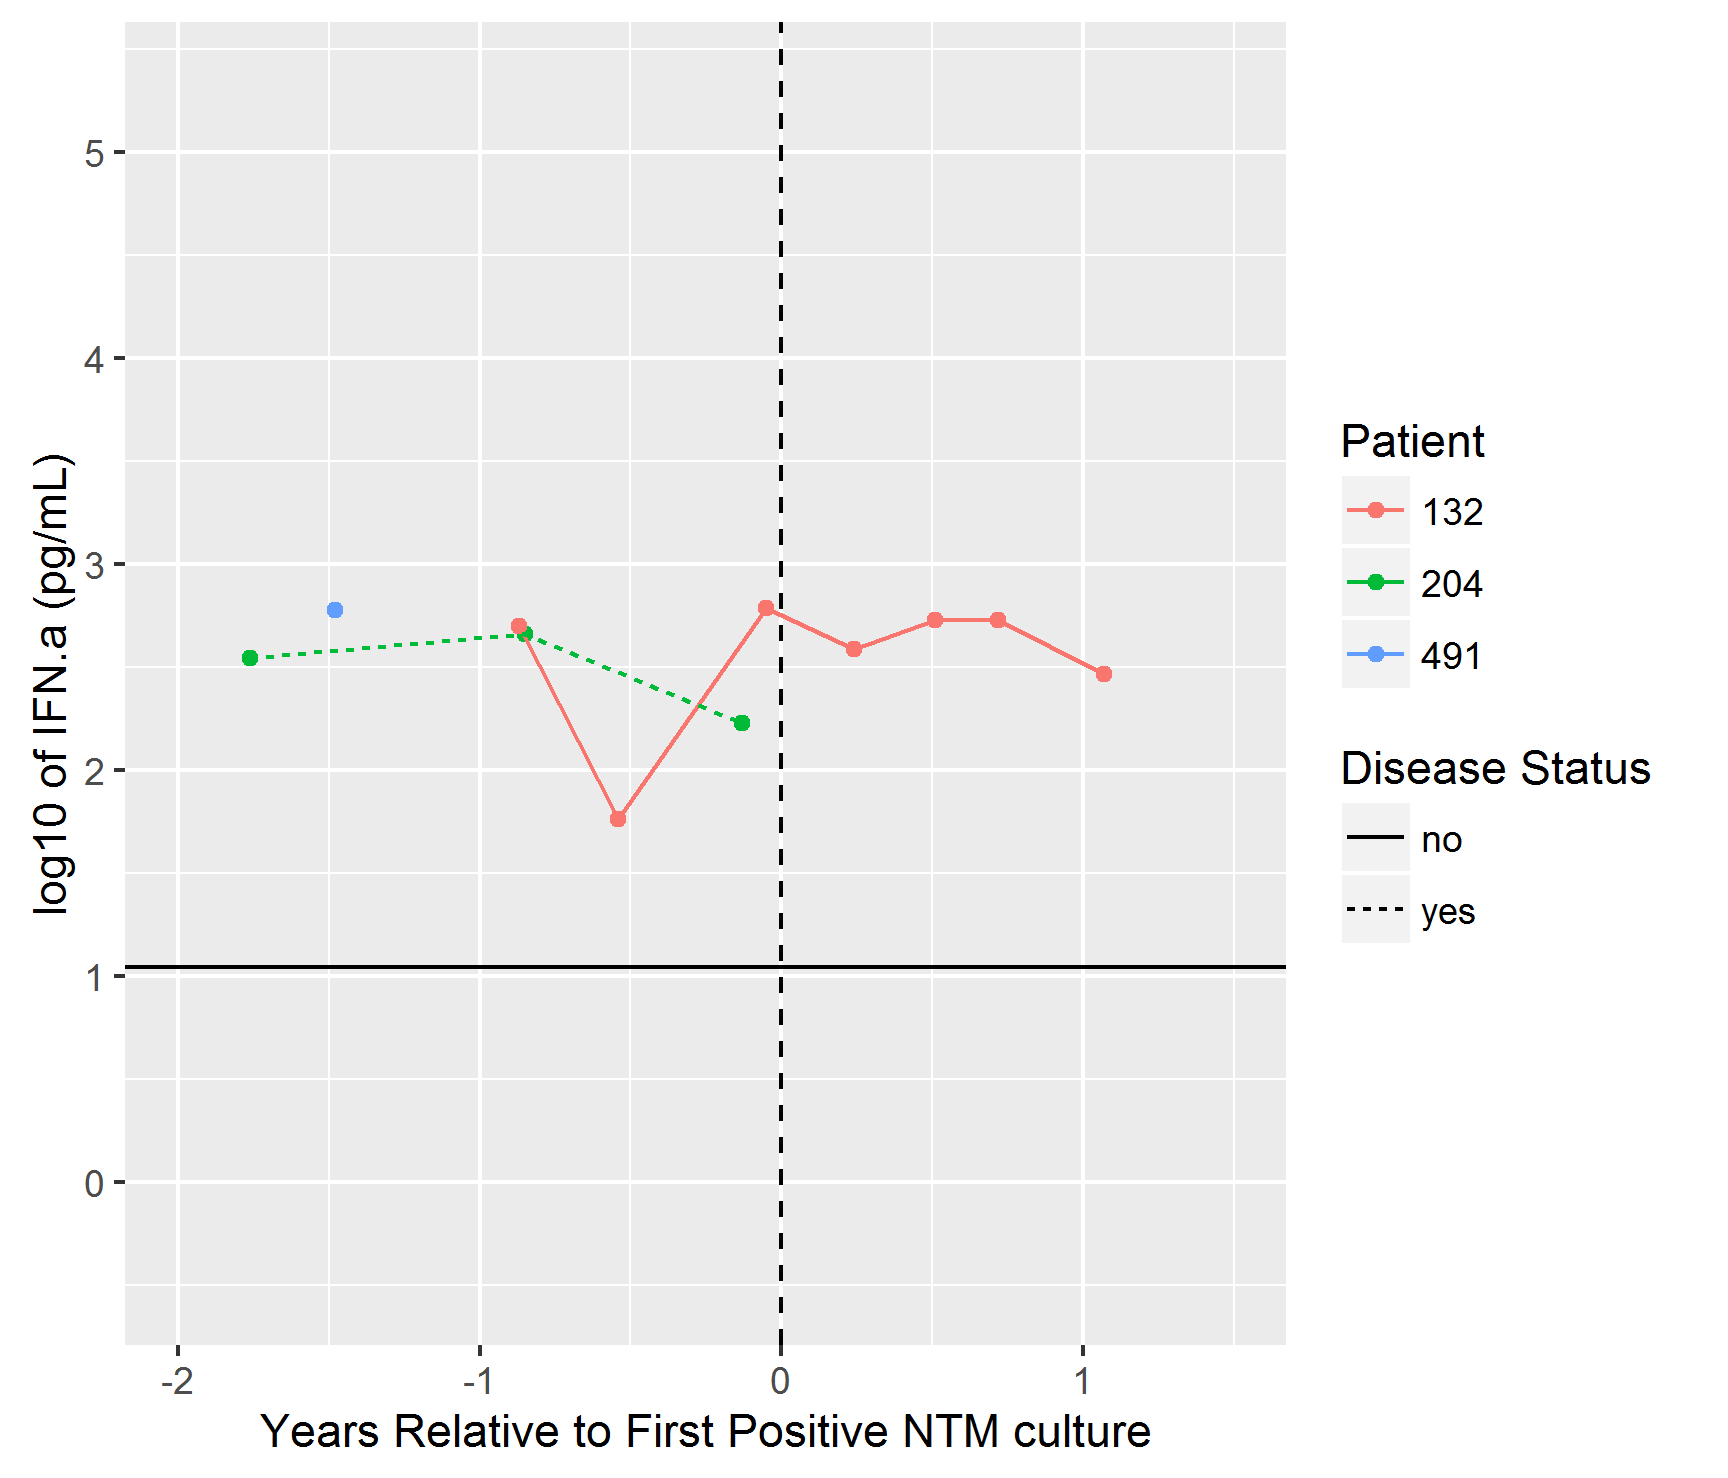 log10 of IFN.a (pg/mL)
5
4
3
2
1
0
-2
-1
0
1
Years Relative to First Positive NTM culture
Patient
132
204
491
Disease Status
no
yes